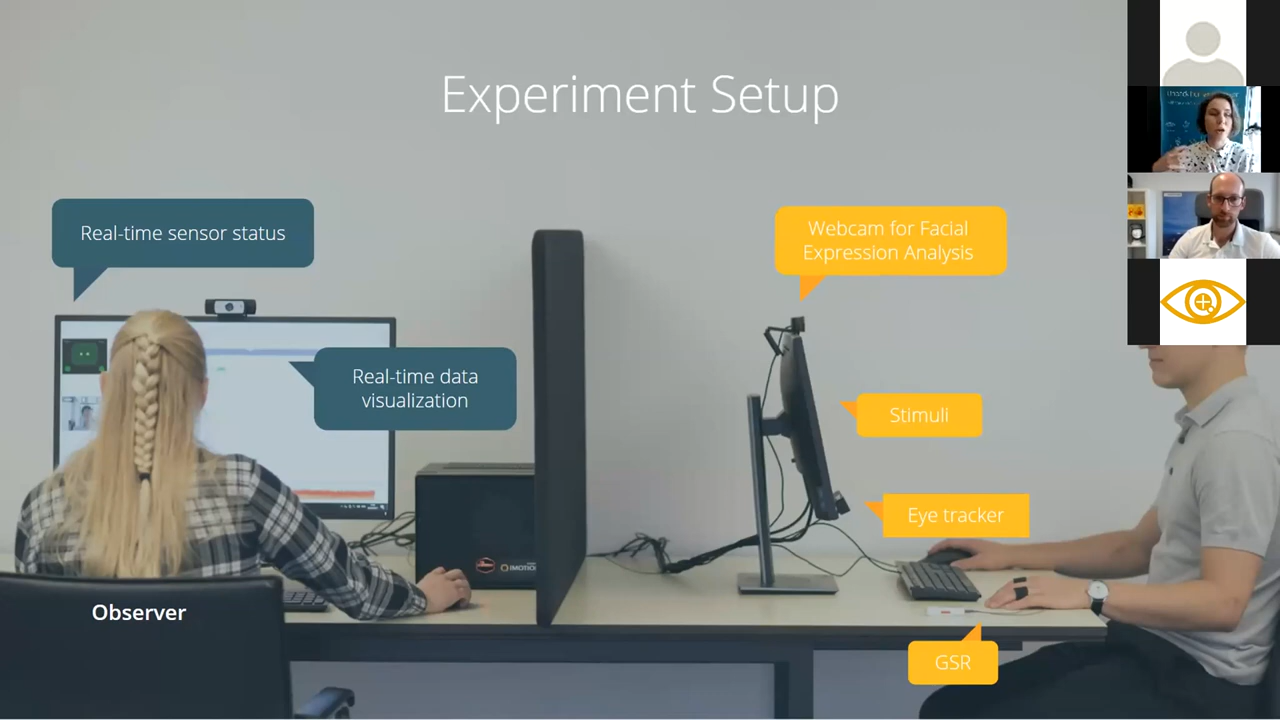 Experiment Setup
Real-time sensor status
Webcam for Facial
Expression Analysis
Real-time data
visualization
Stimuli
Eye tracker
Observer
GSR